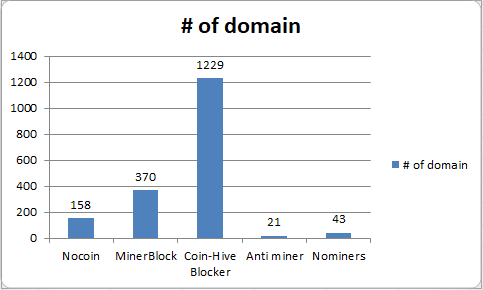 # of domain
1400
1200
1000
800
600
400
200
0
158
370
1229
21
43
Nocoin
MinerBlock
Coin-Hive
Blocker
Anti miner
Nominers
# of domain